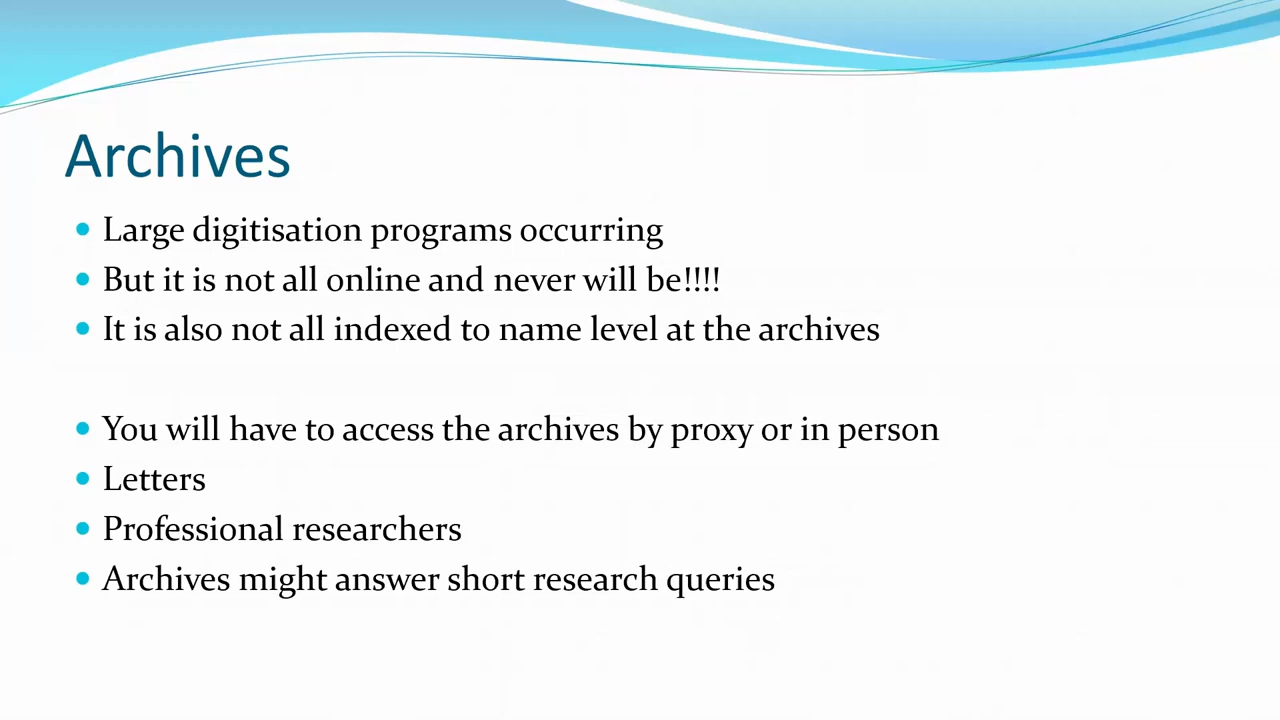 Archives
Large digitisation programs occurring
But it is not all online and never will be!!!!
It is also not all indexed to name level at the archives
You will have to access the archives by proxy or in person
Letters
Professional researchers
Archives might answer short research queries